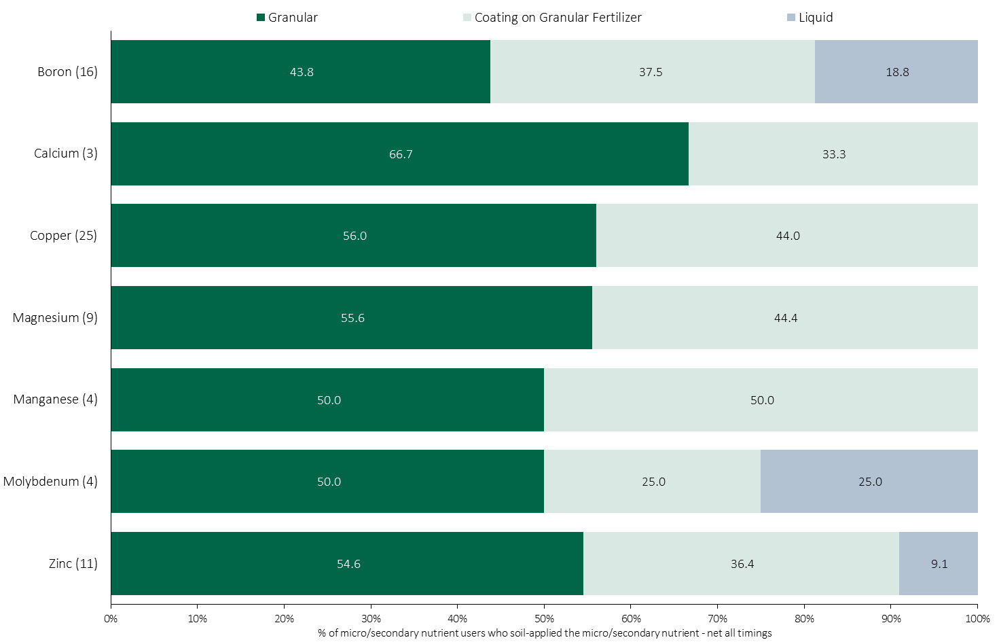 Granular Coating on Granular Fertilizer Liquid
Boron (16) 43.8 37.5 18.8
Calcium (3) 66.7 33.3
Copper (25) 56.0 44.0
Magnesium (9) 55.6 44.4
Manganese (4) 50.0 50.0
Molybdenum (4) 50.0 25.0 25.0
Zinc (11) 54.6 36.4 9.1
0% 10% 20% 30% 40% 50% 60% 70% 80% 90% 100%
% of micro/secondary nutrient users who soil-applied the micro/secondary nutrient - net all timings